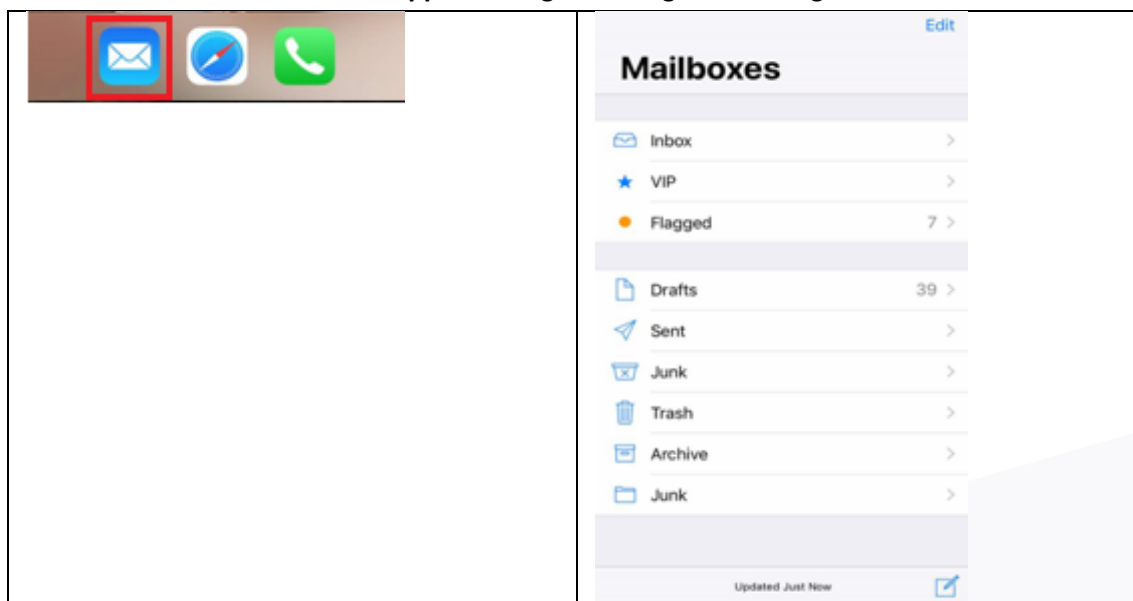 Edit
Mailboxes
Inbox
VIP
Flagged 7
Drafts 39
Sent
Junk
Trash
Archive
Junk
Updated Just Now